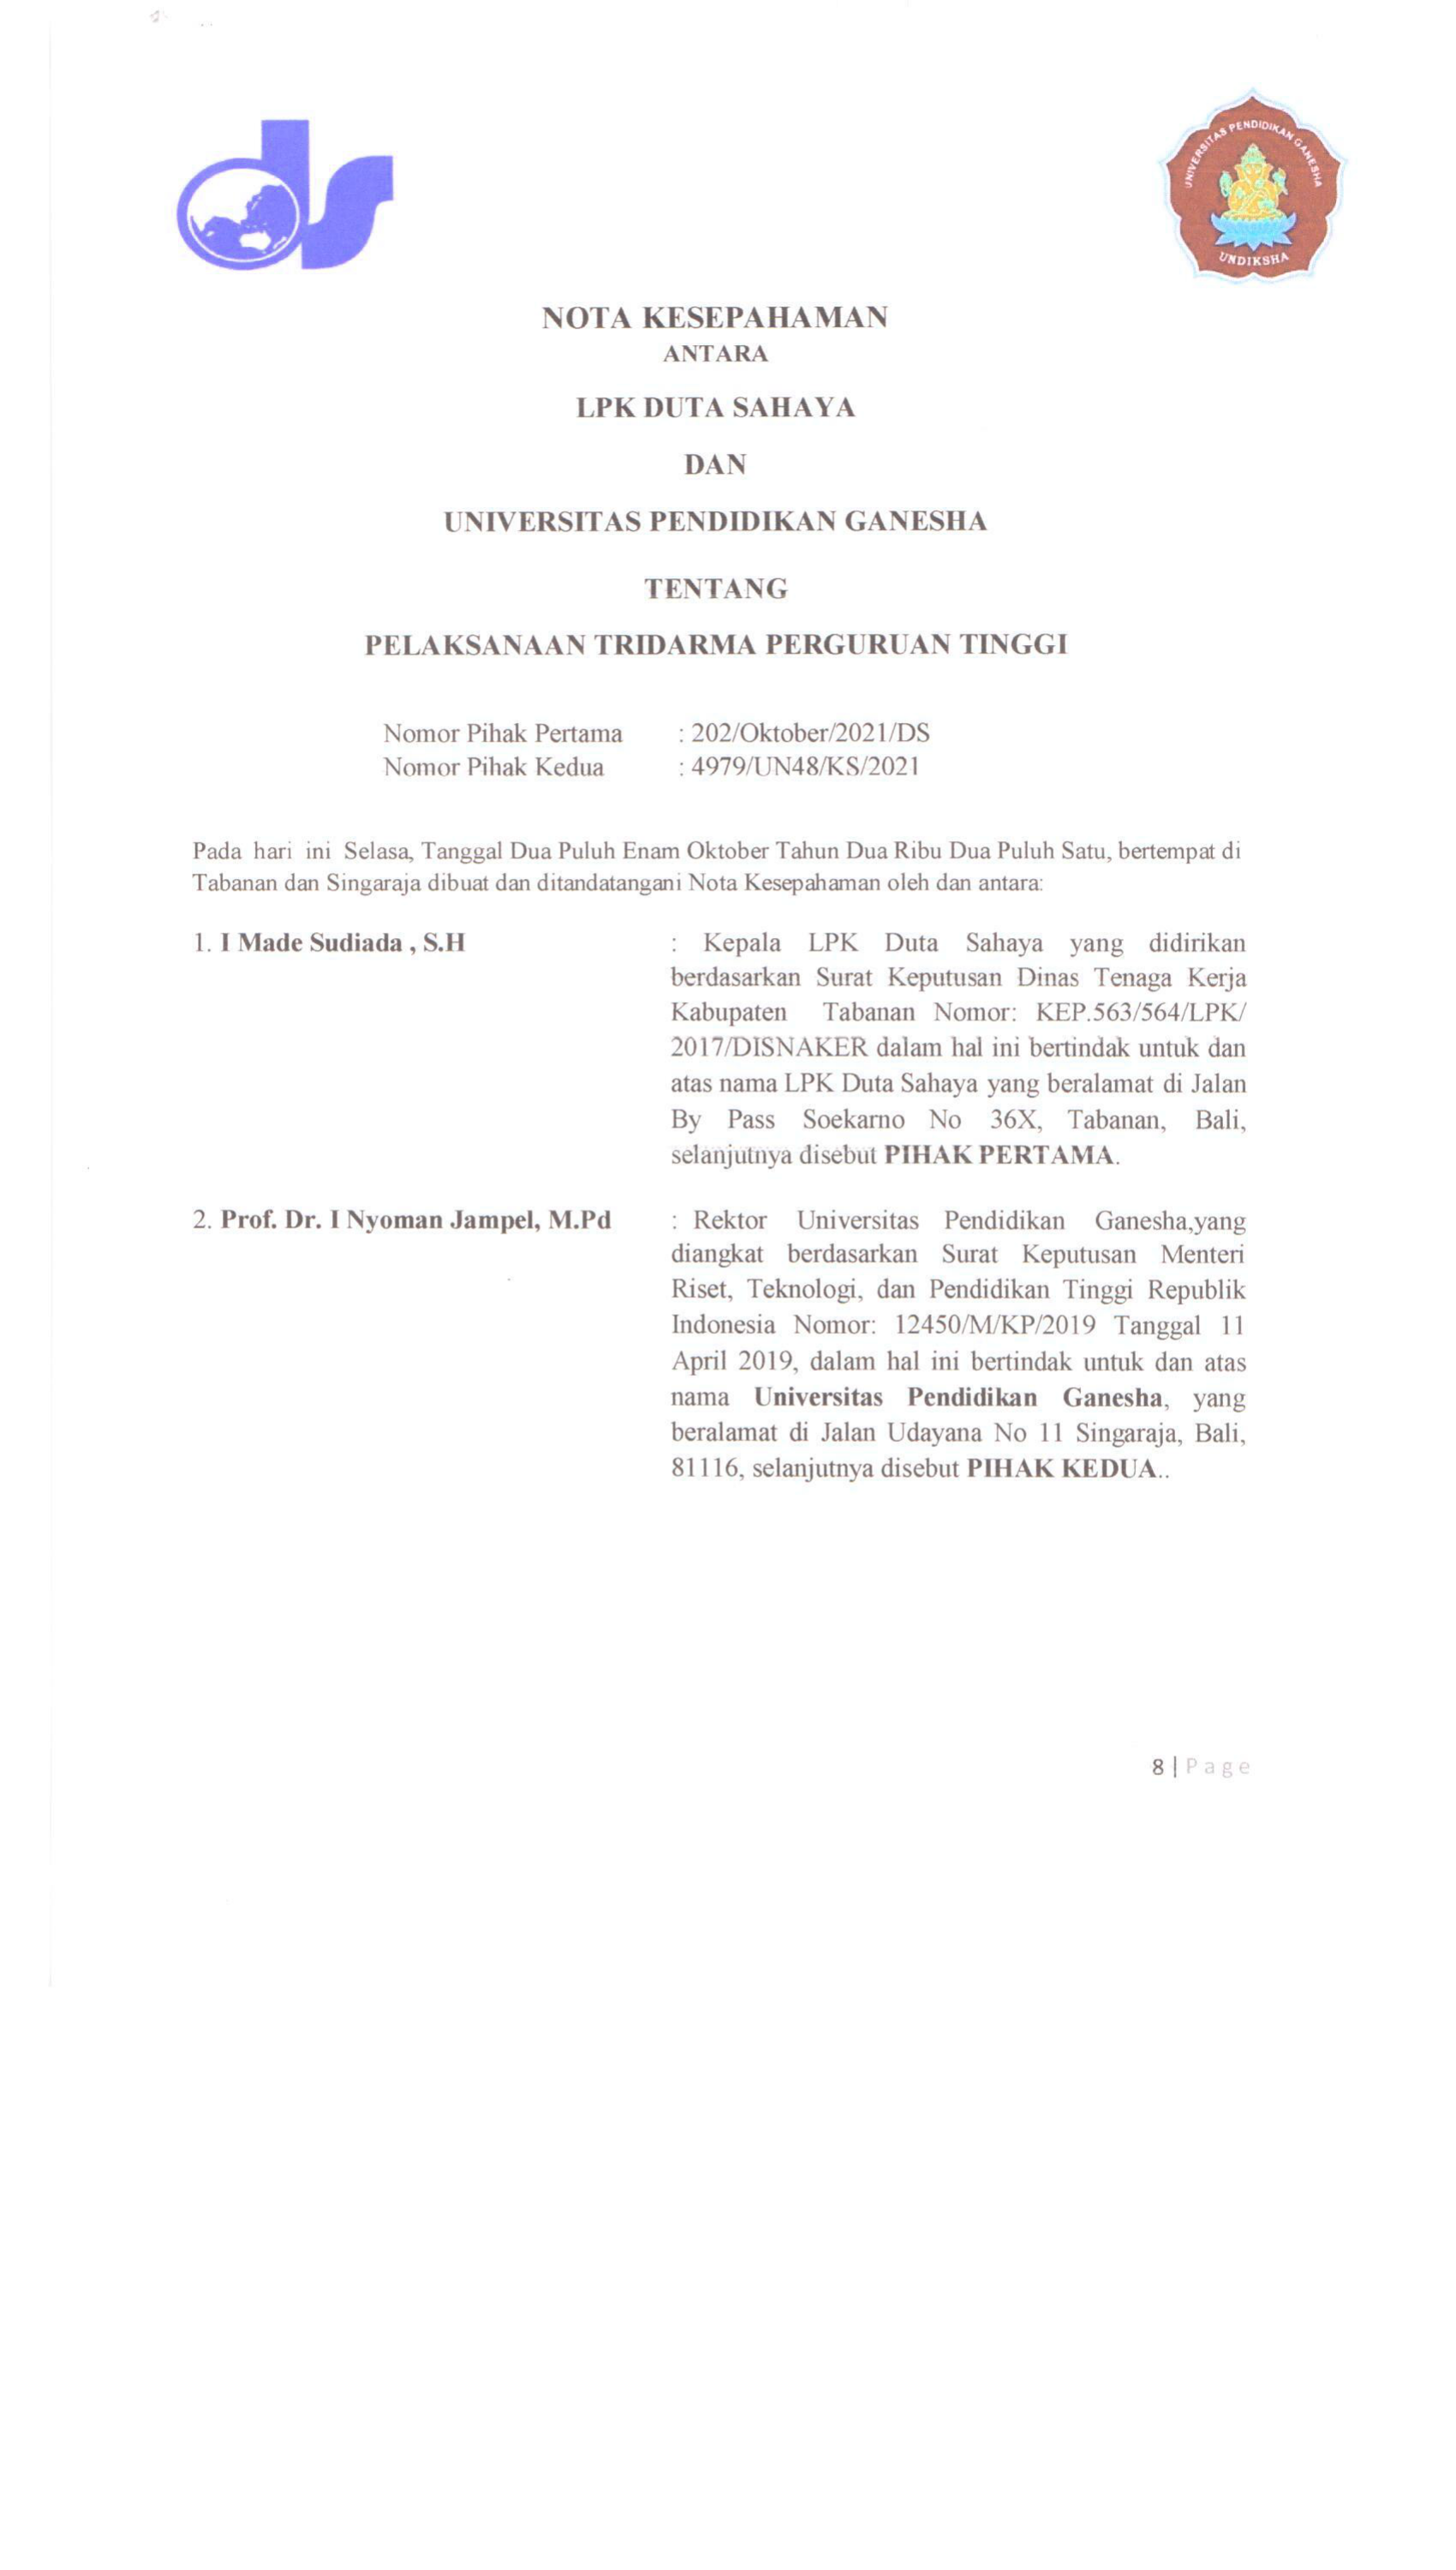 ds
UNIVERSITAS PENDIDIKAN GANESHA
UNDIKSHA
NOTA KESEPAHAMAN
ANTARA
LPK DUTA SAHAYA
DAN
UNIVERSITAS PENDIDIKAN GANESHA
TENTANG
PELAKSANAAN TRIDARMA PERGURUAN TINGGI
Nomor Pihak Pertama : 202/Oktober/2021/DS
Nomor Pihak Kedua : 4979/UN48/KS/2021
Pada hari ini Selasa, Tanggal Dua Puluh Enam Oktober Tahun Dua Ribu Dua Puluh Satu, bertempat di
Tabanan dan Singaraja dibuat dan ditandatangani Nota Kesepahaman oleh dan antara:
1. I Made Sudiada , S.H : Kepala LPK Duta Sahaya yang didirikan
berdasarkan Surat Keputusan Dinas Tenaga Kerja
Kabupaten Tabanan Nomor: KEP.563/564/LPK/
2017/DISNAKER dalam hal ini bertindak untuk dan
atas nama LPK Duta Sahaya yang beralamat di Jalan
By Pass Soekarno No 36X, Tabanan, Bali,
selanjutnya disebut PIHAK PERTAMA.
2. Prof. Dr. I Nyoman Jampel, M.Pd : Rektor Universitas Pendidikan Ganesha,yang
diangkat berdasarkan Surat Keputusan Menteri
Riset, Teknologi, dan Pendidikan Tinggi Republik
Indonesia Nomor: 12450/M/KP/2019 Tanggal 11
April 2019, dalam hal ini bertindak untuk dan atas
nama Universitas Pendidikan Ganesha, yang
beralamat di Jalan Udayana No 11 Singaraja, Bali,
81116, selanjutnya disebut PIHAK KEDUA..
8 | Page